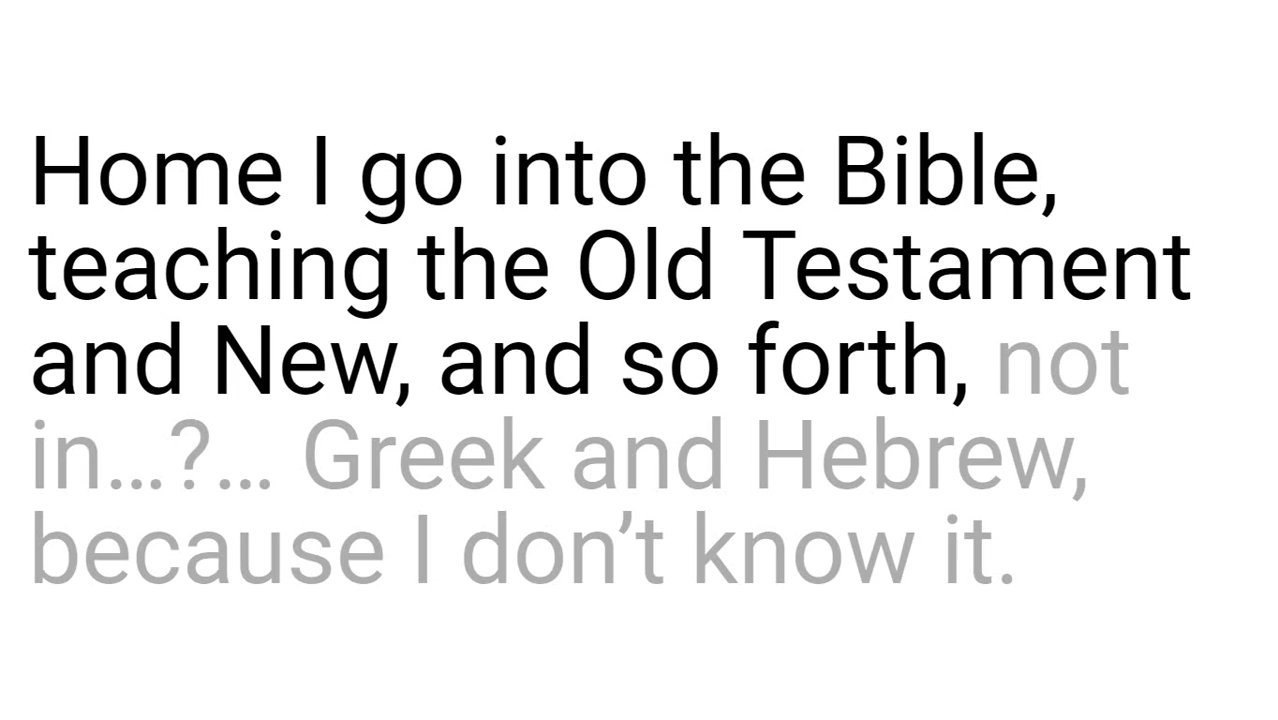 Home I go into the Bible,
teaching the Old Testament
and New, and so forth, not
in…?… Greek and Hebrew,
because I don’t know it.